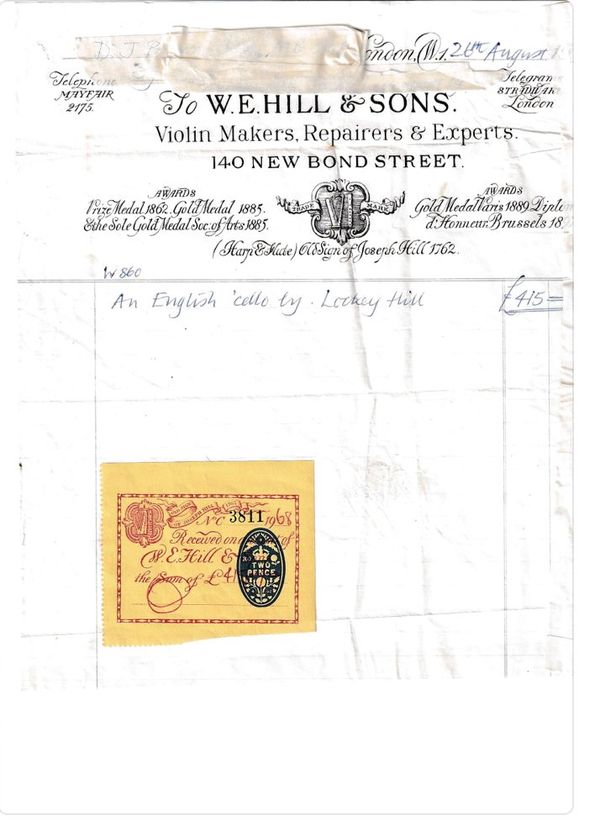 D. J.
London, W.1. 26th August
Telephone
MAYFAIR
2175.
Telegram
STRADIVARI
London
To W.E. HILL & SONS.
Violin Makers, Repairers & Experts.
140 NEW BOND STREET.
AWARDS
Prize Medal 1862. Gold Medal 1885.
& the Sole Gold Medal Soc. of Arts 1885.
TRADE MARK
AWARDS
Gold Medal Paris 1889. Diplo
d'Honneur Brussels 18
(Harp & Flute) Old Sign of Joseph Hill 1762.
W 860
An English 'cello by. Lockey Hill £415 =
No 3811 1968
Received on of
W. E. Hill &
the Sum of £ 41
TWO
PENCE